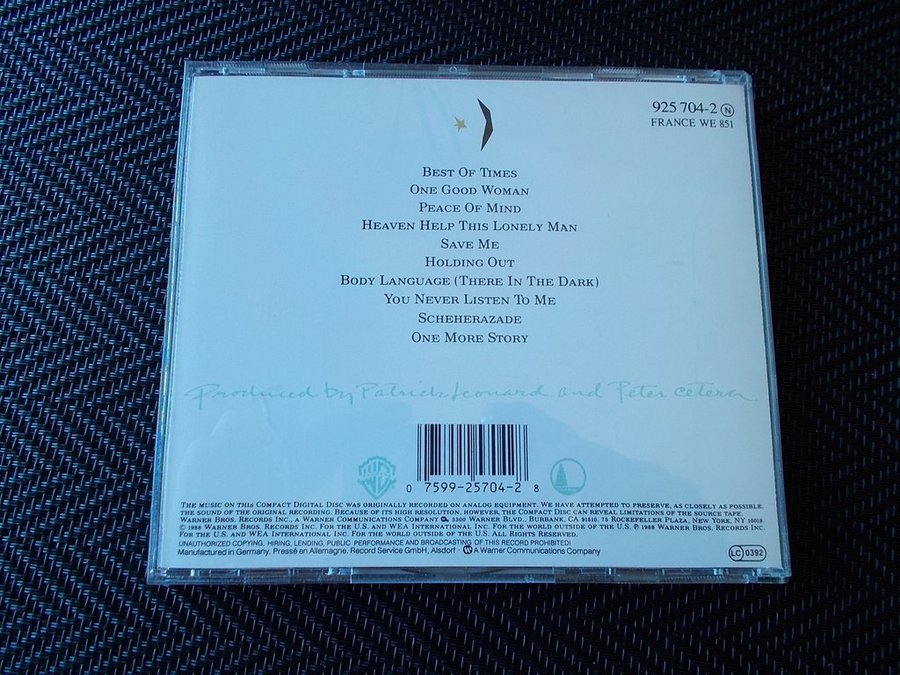 925 704-2 N
FRANCE WE 851
BEST OF TIMES
ONE GOOD WOMAN
PEACE OF MIND
HEAVEN HELP THIS LONELY MAN
SAVE ME
HOLDING OUT
BODY LANGUAGE (THERE IN THE DARK)
YOU NEVER LISTEN TO ME
SCHEHERAZADE
ONE MORE STORY
Produced by Patrick Leonard and Peter Cetera.
0 7599-25704-2 8
THE MUSIC ON THIS COMPACT DIGITAL DISC WAS ORIGINALLY RECORDED ON ANALOG EQUIPMENT. WE HAVE ATTEMPTED TO PRESERVE, AS CLOSELY AS POSSIBLE,
THE SOUND OF THE ORIGINAL RECORDING. BECAUSE OF ITS HIGH RESOLUTION, HOWEVER, THE COMPACT DISC CAN REVEAL LIMITATIONS OF THE SOURCE TAPE.
WARNER BROS. RECORDS INC., A WARNER COMMUNICATIONS COMPANY 3300 WARNER BLVD., BURBANK, CA 91510. 75 ROCKEFELLER PLAZA, NEW YORK, NY 10019.
© 1988 WARNER BROS. RECORDS INC. FOR THE U.S. AND WEA INTERNATIONAL INC. FOR THE WORLD OUTSIDE OF THE U.S. ℗ 1988 WARNER BROS. RECORDS INC.
FOR THE U.S. AND WEA INTERNATIONAL INC. FOR THE WORLD OUTSIDE OF THE U.S. ALL RIGHTS RESERVED.
UNAUTHORIZED COPYING, HIRING, LENDING, PUBLIC PERFORMANCE AND BROADCASTING OF THIS RECORD PROHIBITED!
Manufactured in Germany. Pressé en Allemagne. Record Service GmbH, Alsdorf · A Warner Communications Company
LC 0392